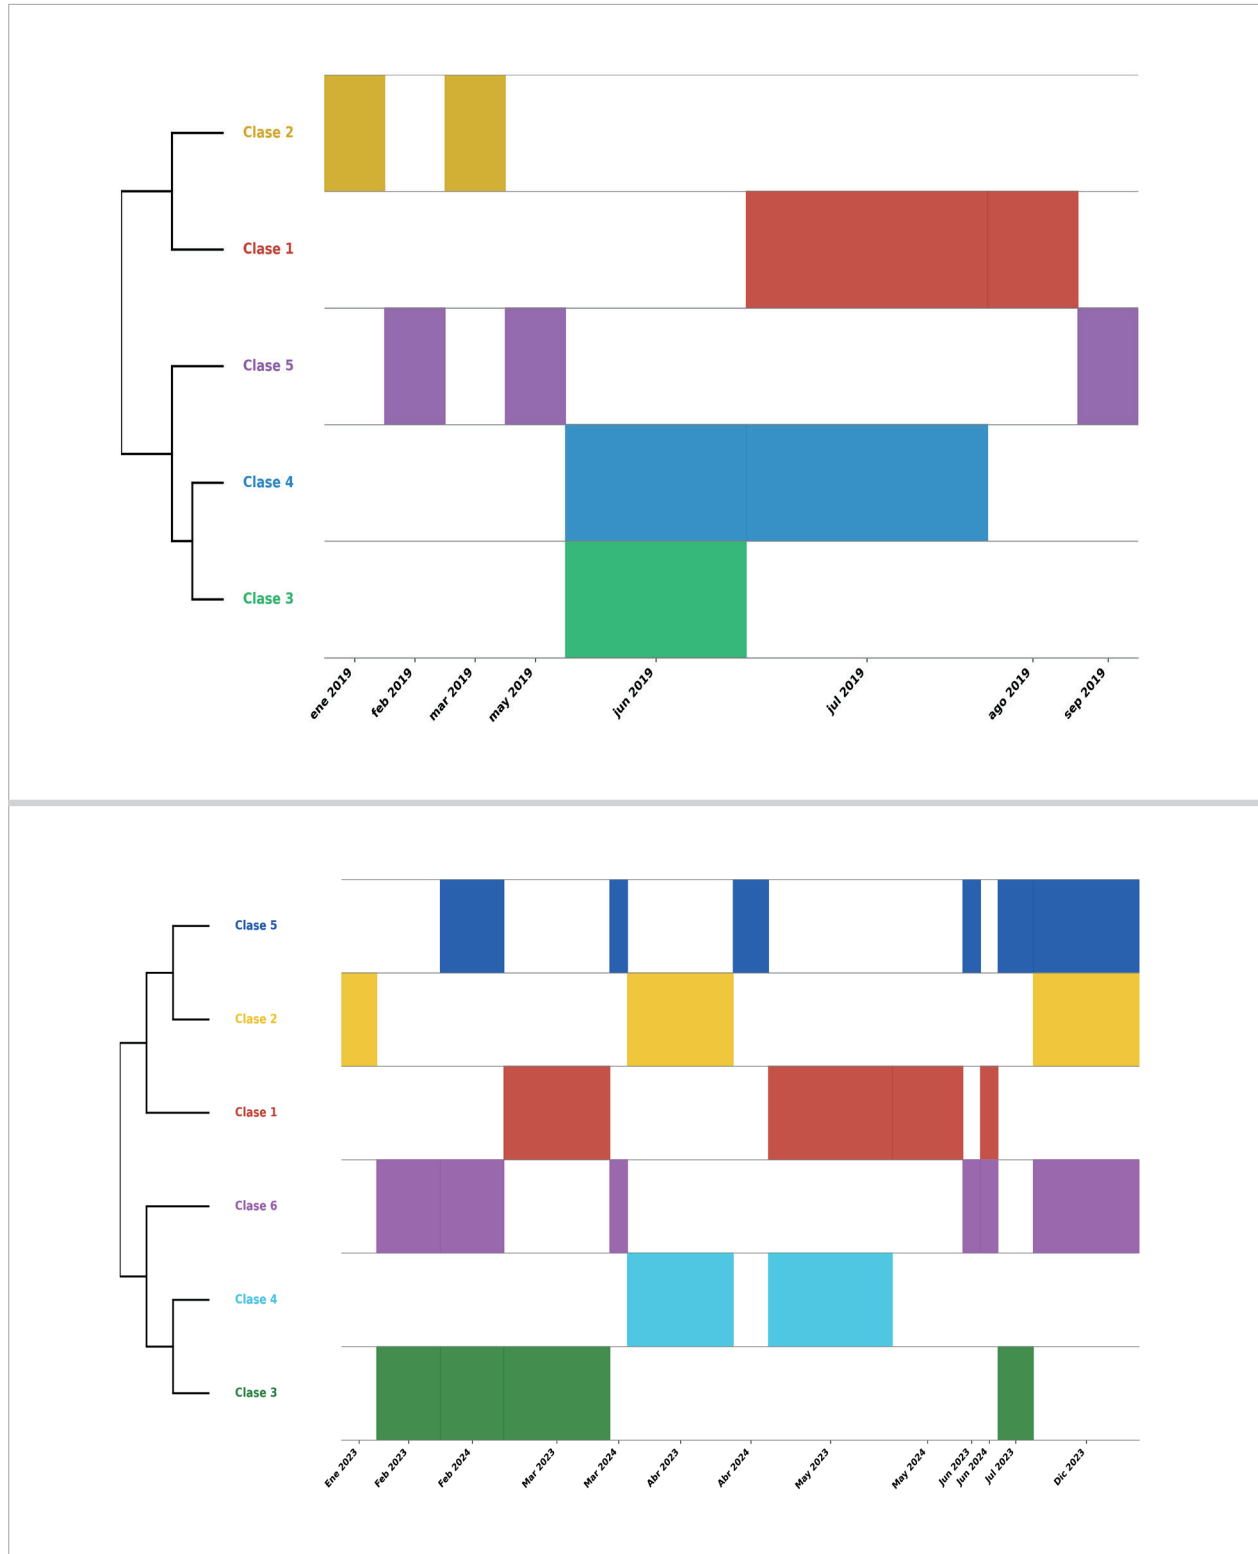 Clase 2
Clase 1
Clase 5
Clase 4
Clase 3
ene 2019
feb 2019
mar 2019
may 2019
jun 2019
jul 2019
ago 2019
sep 2019
Clase 5
Clase 2
Clase 1
Clase 6
Clase 4
Clase 3
Ene 2023
Feb 2023
Feb 2024
Mar 2023
Mar 2024
Abr 2023
Abr 2024
May 2023
May 2024
Jun 2023
Jun 2024
Jul 2023
Dic 2023